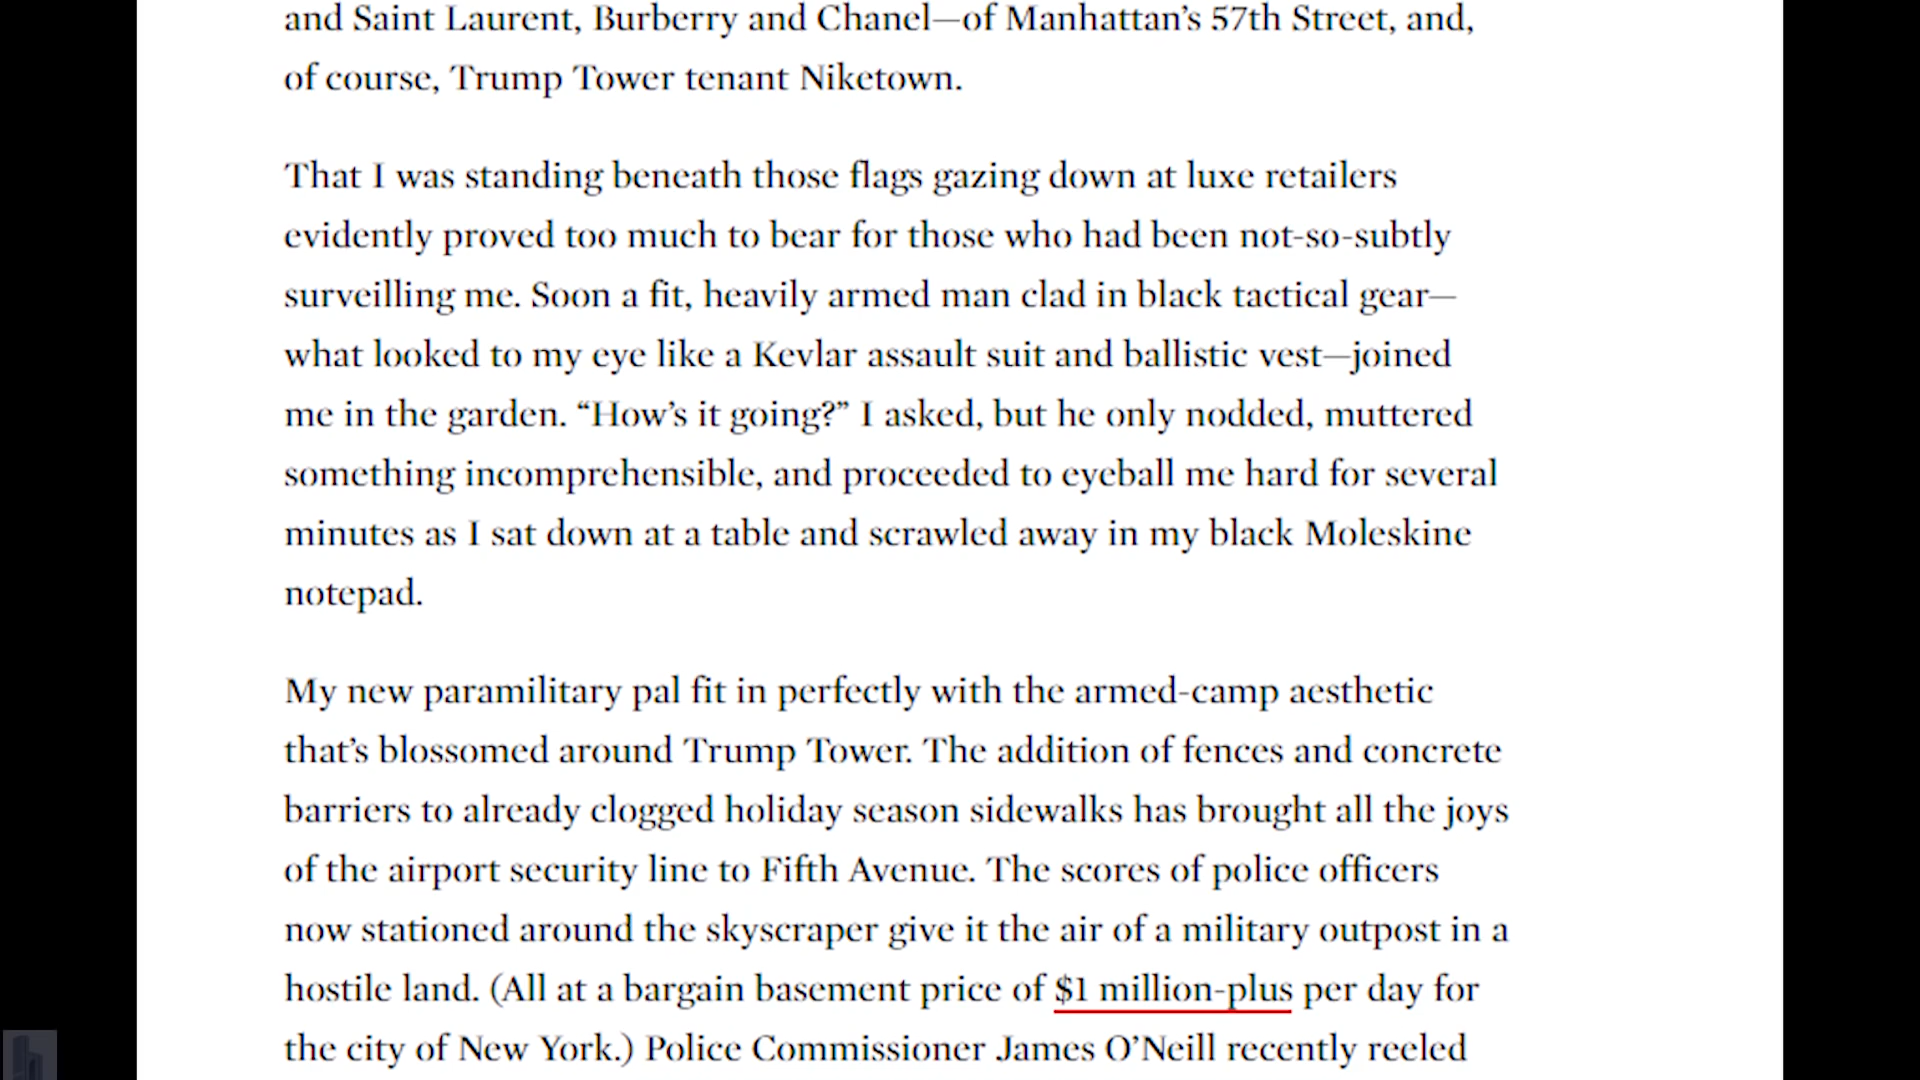 and Saint Laurent, Burberry and Chanel—of Manhattan’s 57th Street, and,
of course, Trump Tower tenant Niketown.
That I was standing beneath those flags gazing down at luxe retailers
evidently proved too much to bear for those who had been not-so-subtly
surveilling me. Soon a fit, heavily armed man clad in black tactical gear—
what looked to my eye like a Kevlar assault suit and ballistic vest—joined
me in the garden. “How’s it going?” I asked, but he only nodded, muttered
something incomprehensible, and proceeded to eyeball me hard for several
minutes as I sat down at a table and scrawled away in my black Moleskine
notepad.
My new paramilitary pal fit in perfectly with the armed-camp aesthetic
that’s blossomed around Trump Tower. The addition of fences and concrete
barriers to already clogged holiday season sidewalks has brought all the joys
of the airport security line to Fifth Avenue. The scores of police officers
now stationed around the skyscraper give it the air of a military outpost in a
hostile land. (All at a bargain basement price of $1 million-plus per day for
the city of New York.) Police Commissioner James O’Neill recently reeled